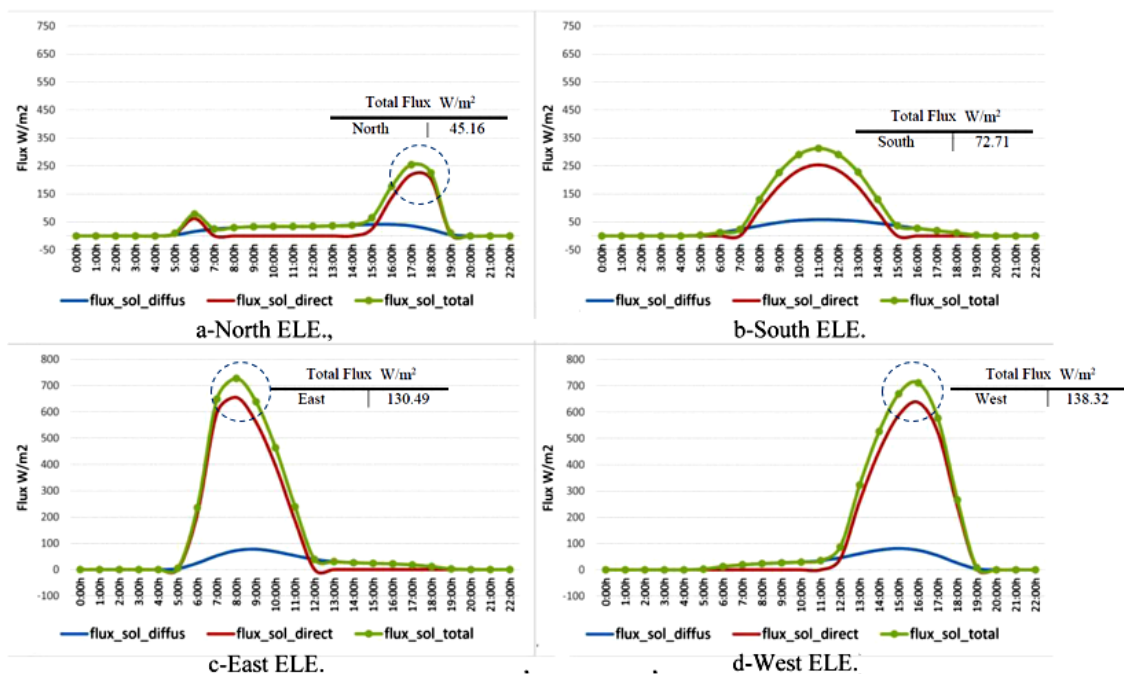 750
650
550
450
350
250
150
50
-50
Flux W/m2
Total Flux W/m²
North 45.16
0:00h 1:00h 2:00h 3:00h 4:00h 5:00h 6:00h 7:00h 8:00h 9:00h 10:00h 11:00h 12:00h 13:00h 14:00h 15:00h 16:00h 17:00h 18:00h 19:00h 20:00h 21:00h 22:00h
flux_sol_diffus flux_sol_direct flux_sol_total
a-North ELE.,
750
650
550
450
350
250
150
50
-50
Flux W/m2
Total Flux W/m²
South 72.71
0:00h 1:00h 2:00h 3:00h 4:00h 5:00h 6:00h 7:00h 8:00h 9:00h 10:00h 11:00h 12:00h 13:00h 14:00h 15:00h 16:00h 17:00h 18:00h 19:00h 20:00h 21:00h 22:00h
flux_sol_diffus flux_sol_direct flux_sol_total
b-South ELE.
800
700
600
500
400
300
200
100
0
-100
Flux W/m2
Total Flux W/m²
East 130.49
0:00h 1:00h 2:00h 3:00h 4:00h 5:00h 6:00h 7:00h 8:00h 9:00h 10:00h 11:00h 12:00h 13:00h 14:00h 15:00h 16:00h 17:00h 18:00h 19:00h 20:00h 21:00h 22:00h
flux_sol_diffus flux_sol_direct flux_sol_total
c-East ELE.
800
700
600
500
400
300
200
100
0
-100
Flux W/m2
Total Flux W/m²
West 138.32
0:00h 1:00h 2:00h 3:00h 4:00h 5:00h 6:00h 7:00h 8:00h 9:00h 10:00h 11:00h 12:00h 13:00h 14:00h 15:00h 16:00h 17:00h 18:00h 19:00h 20:00h 21:00h 22:00h
flux_sol_diffus flux_sol_direct flux_sol_total
d-West ELE.